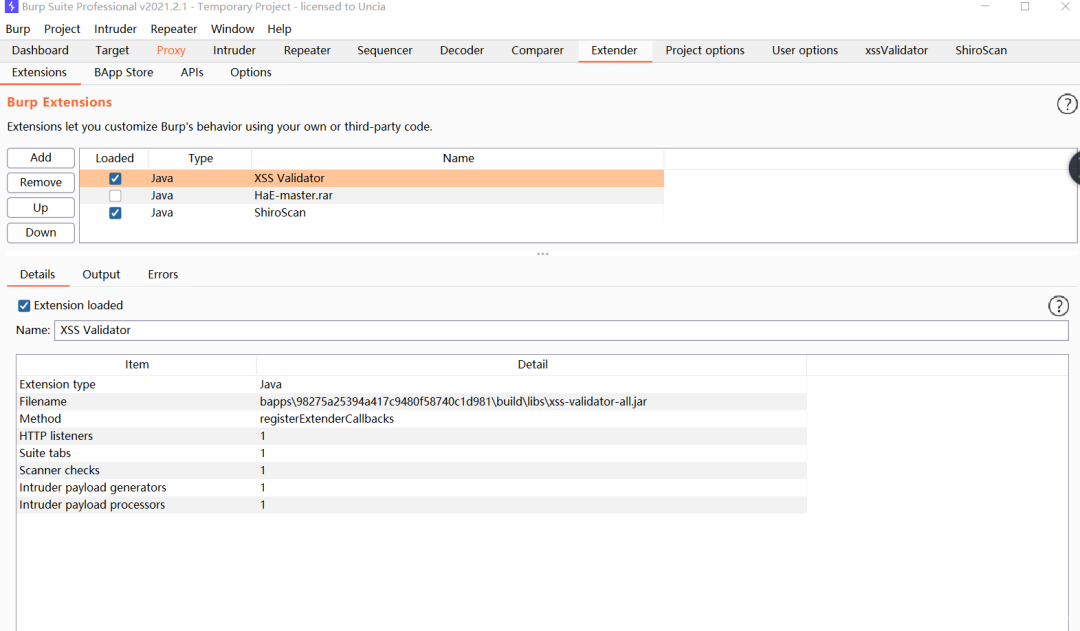 Burp Suite Professional v2021.2.1 - Temporary Project - licensed to Uncia
Burp Project Intruder Repeater Window Help
Dashboard Target Proxy Intruder Repeater Sequencer Decoder Comparer Extender Project options User options xssValidator ShiroScan
Extensions BApp Store APIs Options
Burp Extensions
?
Extensions let you customize Burp's behavior using your own or third-party code.
Add
Remove
Up
Down
Loaded Type Name
Java XSS Validator
Java HaE-master.rar
Java ShiroScan
Details Output Errors
Extension loaded
?
Name: XSS Validator
Item Detail
Extension type Java
Filename bapps\98275a25394a417c9480f58740c1d981\build\libs\xss-validator-all.jar
Method registerExtenderCallbacks
HTTP listeners 1
Suite tabs 1
Scanner checks 1
Intruder payload generators 1
Intruder payload processors 1